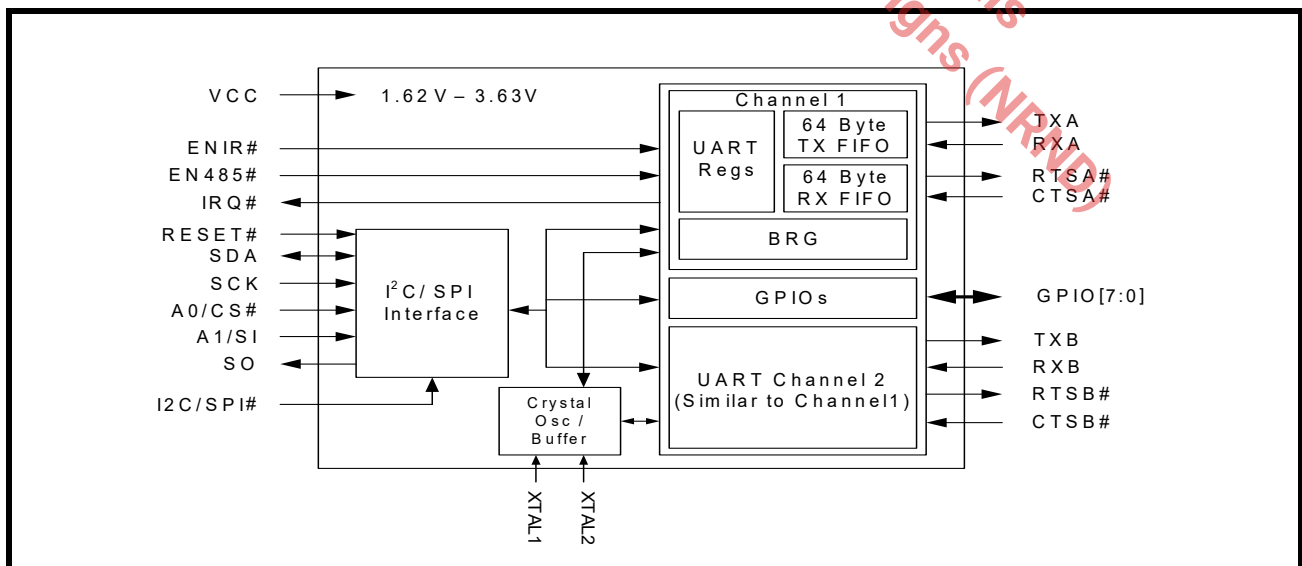 gns (NRND)
VCC
1.62 V – 3.63V
ENIR#
EN485#
IRQ#
RESET#
SDA
SCK
A0/CS#
A1/SI
SO
I2C/SPI#
I²C/ SPI
Interface
Crystal
Osc /
Buffer
XTAL1
XTAL2
Channel 1
UART
Regs
64 Byte
TX FIFO
64 Byte
RX FIFO
BRG
GPIOs
UART Channel 2
(Similar to Channel1)
TXA
RXA
RTSA#
CTSA#
GPIO[7:0]
TXB
RXB
RTSB#
CTSB#